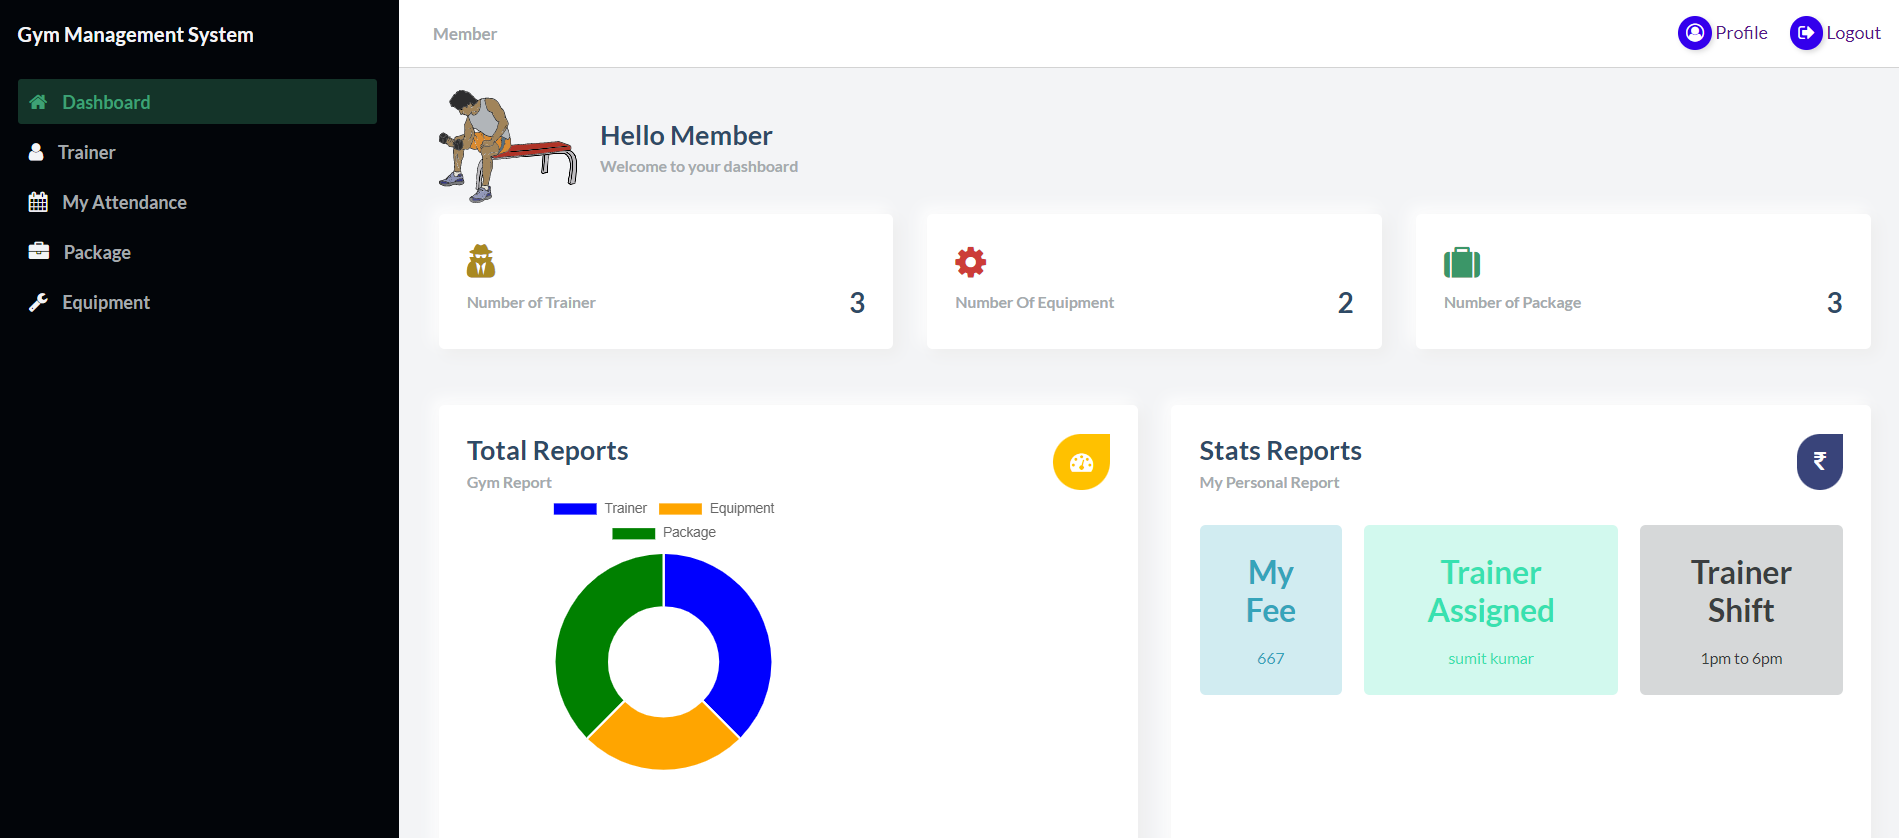 Gym Management System
Dashboard
Trainer
My Attendance
Package
Equipment
Member
Profile
Logout
Hello Member
Welcome to your dashboard
Number of Trainer
3
Number Of Equipment
2
Number of Package
3
Total Reports
Gym Report
Trainer
Equipment
Package
Stats Reports
My Personal Report
₹
My
Fee
667
Trainer
Assigned
sumit kumar
Trainer
Shift
1pm to 6pm